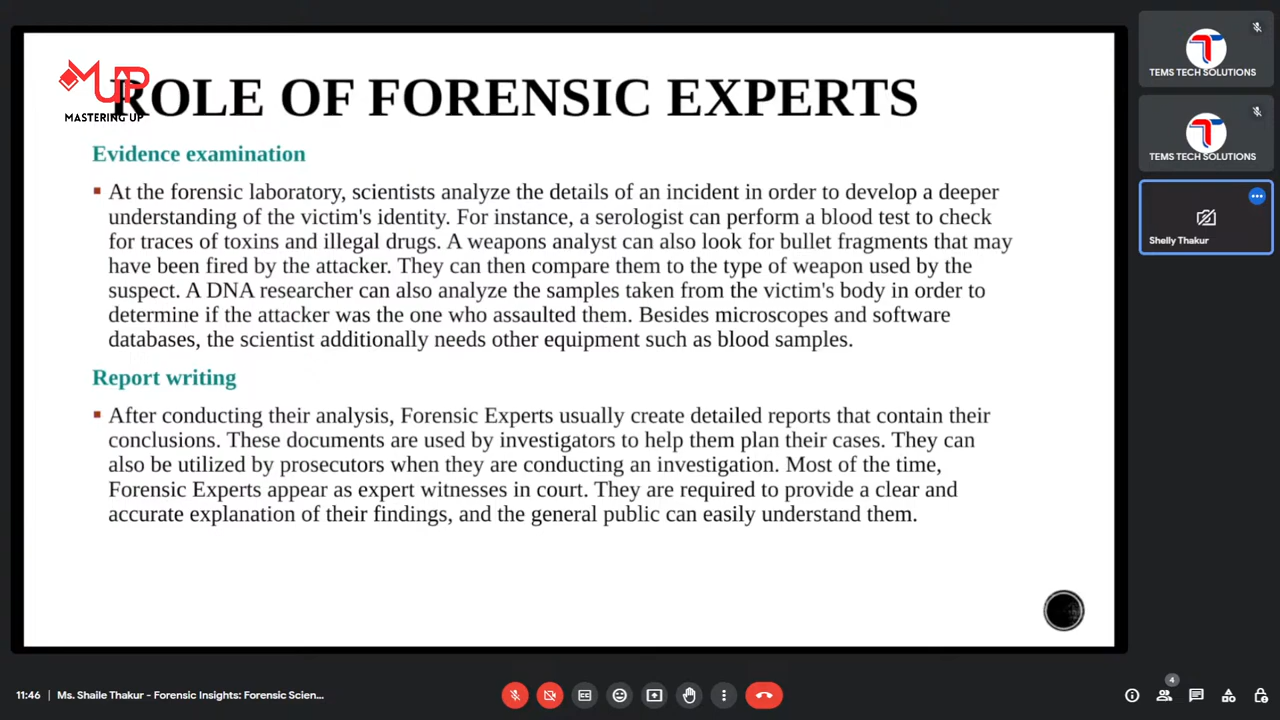 MUP
MASTERING UP
ROLE OF FORENSIC EXPERTS
Evidence examination
At the forensic laboratory, scientists analyze the details of an incident in order to develop a deeper
understanding of the victim's identity. For instance, a serologist can perform a blood test to check
for traces of toxins and illegal drugs. A weapons analyst can also look for bullet fragments that may
have been fired by the attacker. They can then compare them to the type of weapon used by the
suspect. A DNA researcher can also analyze the samples taken from the victim's body in order to
determine if the attacker was the one who assaulted them. Besides microscopes and software
databases, the scientist additionally needs other equipment such as blood samples.
Report writing
After conducting their analysis, Forensic Experts usually create detailed reports that contain their
conclusions. These documents are used by investigators to help them plan their cases. They can
also be utilized by prosecutors when they are conducting an investigation. Most of the time,
Forensic Experts appear as expert witnesses in court. They are required to provide a clear and
accurate explanation of their findings, and the general public can easily understand them.
TEMS TECH SOLUTIONS
TEMS TECH SOLUTIONS
Shelly Thakur
11:46 | Ms. Shaile Thakur - Forensic Insights: Forensic Scien...
4